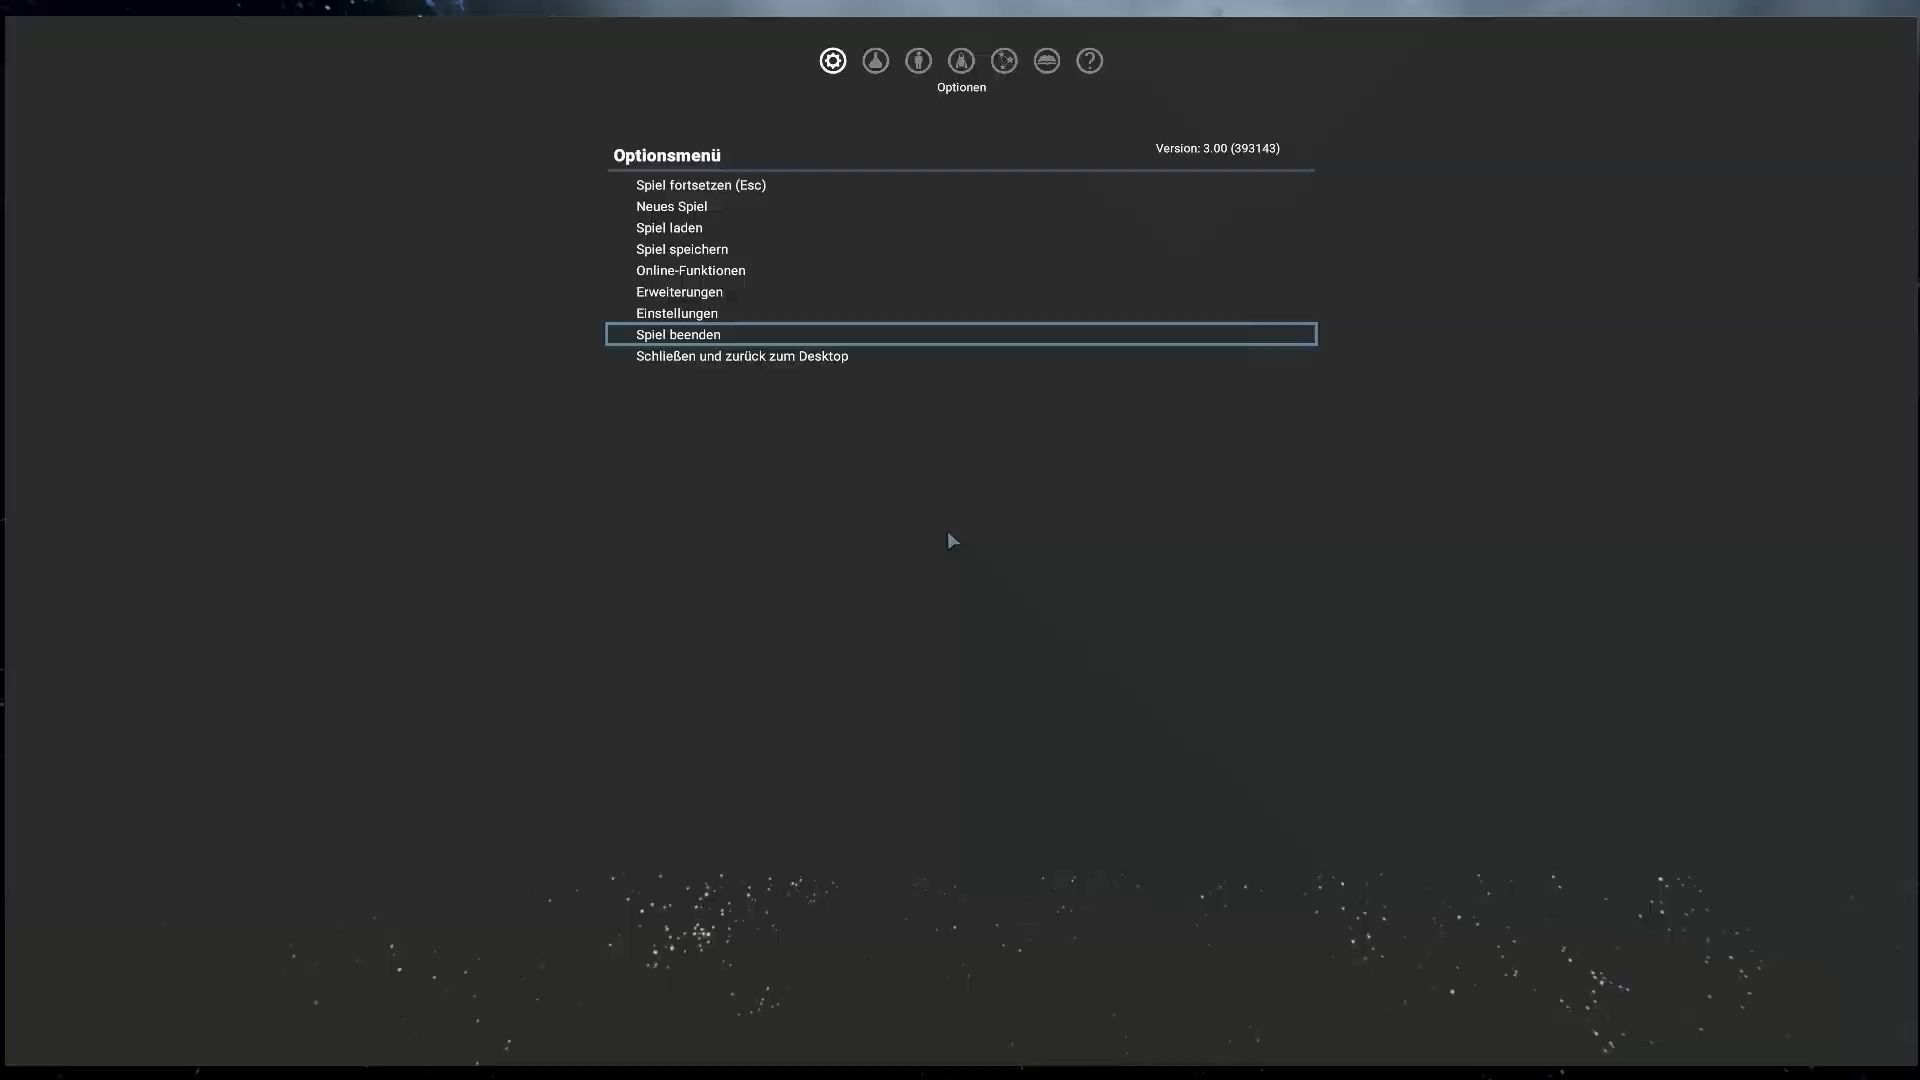 Optionen
Optionsmenü
Version: 3.00 (393143)
Spiel fortsetzen (Esc)
Neues Spiel
Spiel laden
Spiel speichern
Online-Funktionen
Erweiterungen
Einstellungen
Spiel beenden
Schließen und zurück zum Desktop